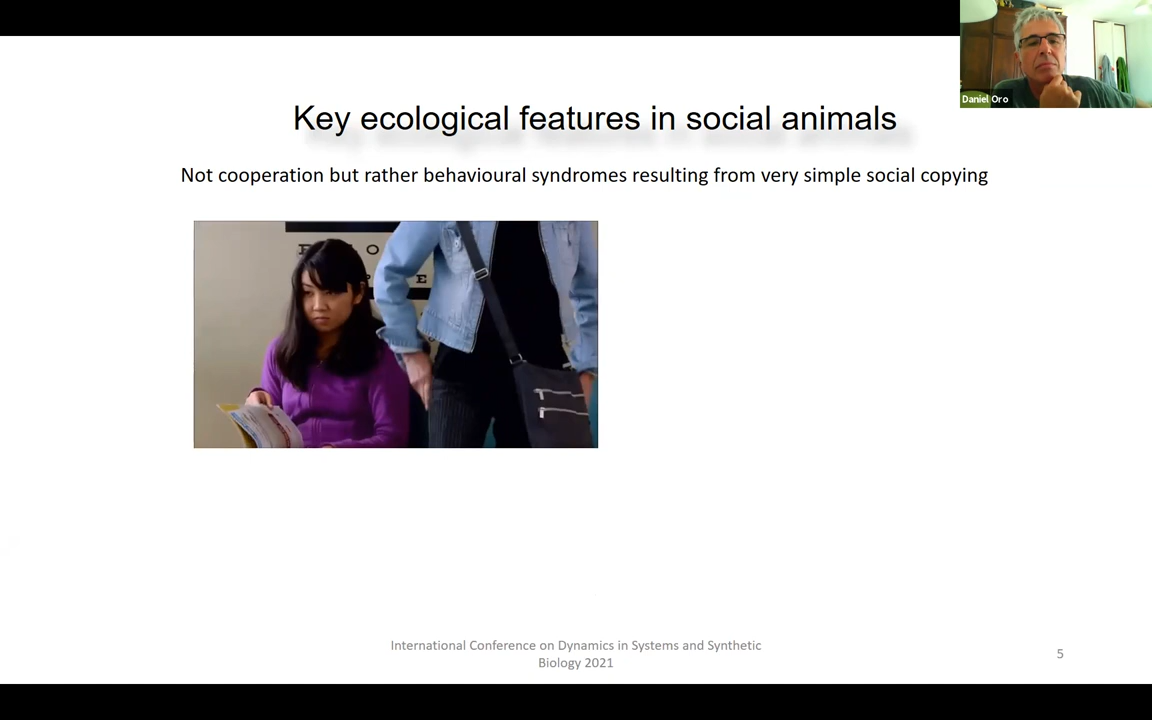 Daniel Oro
Key ecological features in social animals
Not cooperation but rather behavioural syndromes resulting from very simple social copying
E
International Conference on Dynamics in Systems and Synthetic
Biology 2021
5